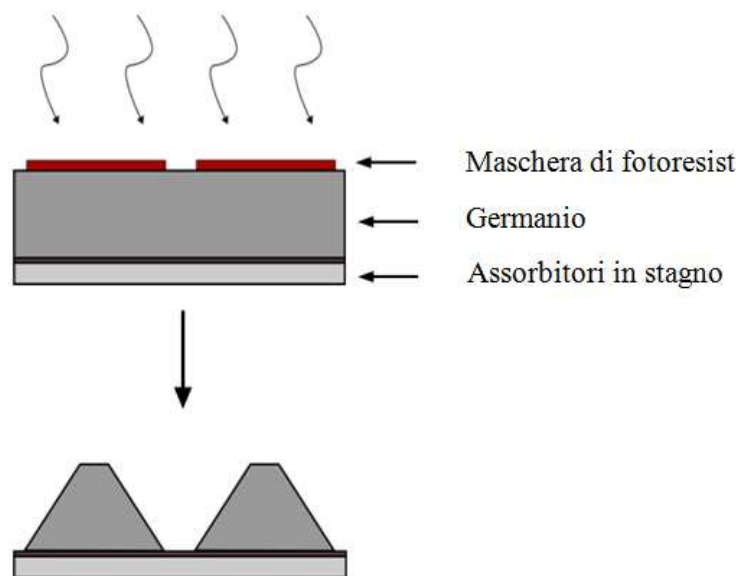 Maschera di fotoresist
Germanio
Assorbitori in stagno